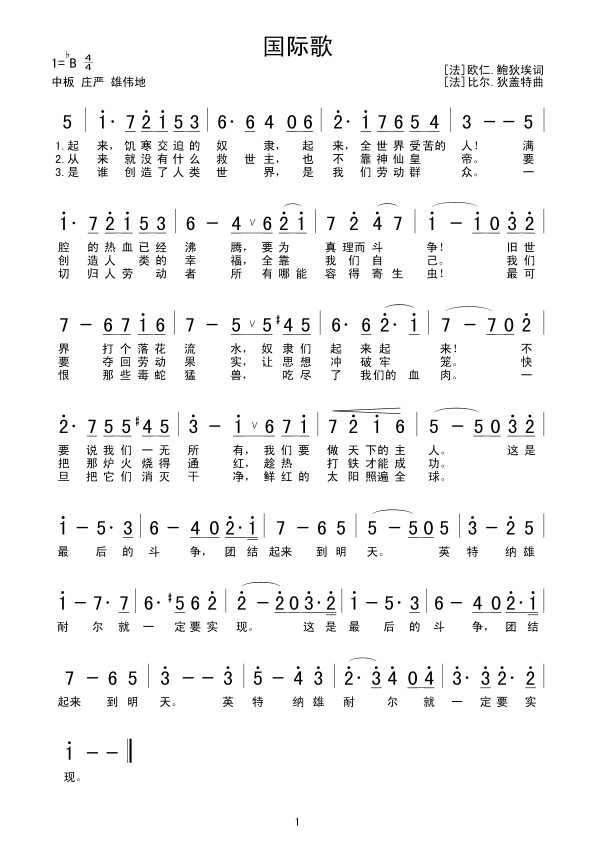 国际歌
1=♭B 4/4
[法]欧仁.鲍狄埃词
中板 庄严 雄伟地
[法]比尔.狄盖特曲
5 | 1· 7 2 1 5 3 | 6· 6 4 0 6 | 2· 1 7 6 5 4 | 3 - 3 5 |
1.起 来, 饥寒交迫的 奴 隶, 起 来,全世界受苦的 人! 满
2.从 来 就没有什么 救 世主, 也 不 靠神仙皇 帝。 要
3.是 谁 创造了人类 世 界, 是 我 们劳动群 众。 一
1· 7 2 1 5 3 | 6 - 4 6 2 1 | 7 2 4 7 | 1 - 1 0 3 2 |
腔 的热血已经 沸 腾,要为 真 理而斗 争! 旧世
创 造人 类的 幸 福,全靠 我 们 自 己。 我们
切 归人劳 动 者 所 有哪能 容 得 寄 生 虫! 最可
7 - 6 7 1 6 | 7 - 5 5 #4 5 | 6· 6 2· 1 | 7 - 7 0 2 |
界 打个落花 流 水,奴隶们 起 来起 来! 不
要 夺回劳动 果 实,让思想 冲 破牢 笼。 快
恨 那些毒蛇 猛 兽,吃尽了 我们的血 肉。 一
2· 7 5 5 #4 5 | 3 - 1 6 7 1 | 7 2 1 6 | 5 - 5 0 3 2 |
要 说我们一无 所 有,我们要 做 天下的主 人。 这是
把 那炉火烧得 通 红,趁热 打 铁才能成 功。
旦 把它们消灭 干 净,鲜红的 太 阳照遍全 球。
1 - 5· 3 | 6 - 4 0 2· 1 | 7 - 6 5 | 5 - 5 0 5 | 3 - 2 5 |
最 后的斗 争,团结 起来 到明 天。 英 特 纳雄
1 - 7· 7 | 6· #5 6 2 | 2 - 2 0 3· 2 | 1 - 5· 3 | 6 - 4 0 2· 1 |
耐 尔就 一 定要实 现。 这是 最 后的斗 争,团结
7 - 6 5 | 3 - - 3 | 5 - 4 3 | 2· 3 4 0 4 | 3· 3 2· 2 |
起来 到明 天。 英 特 纳雄 耐 尔 就 一 定要实
1 - - ‖
现。
1